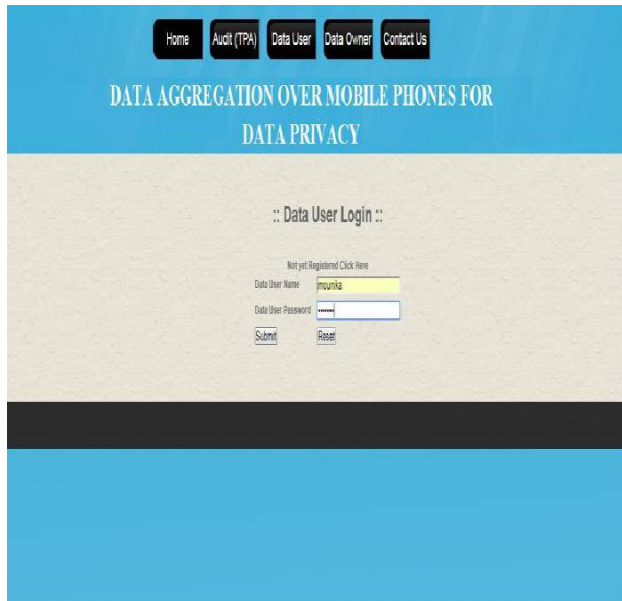 Home Audit (TPA) Data User Data Owner Contact Us
DATA AGGREGATION OVER MOBILE PHONES FOR
DATA PRIVACY
:: Data User Login ::
Not yet Registered Click Here
Data User Name mounika
Data User Password •••••••
Submit Reset